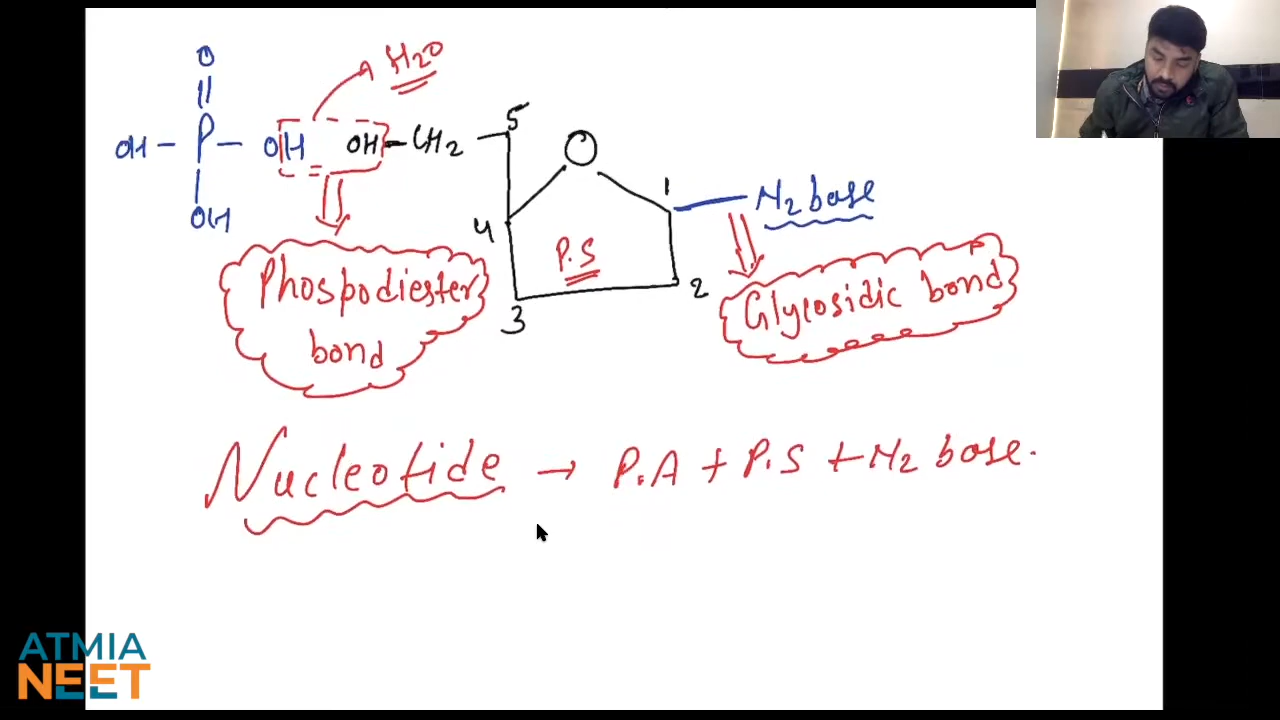 O
H2O
OH - P - OH OH - CH2
5
O
OH
1
N2 base
4
P.S
2
3
Phospodiester
bond
Glycosidic bond
Nucleotide → P.A + P.S + N2 base.
ATMIA
NEET